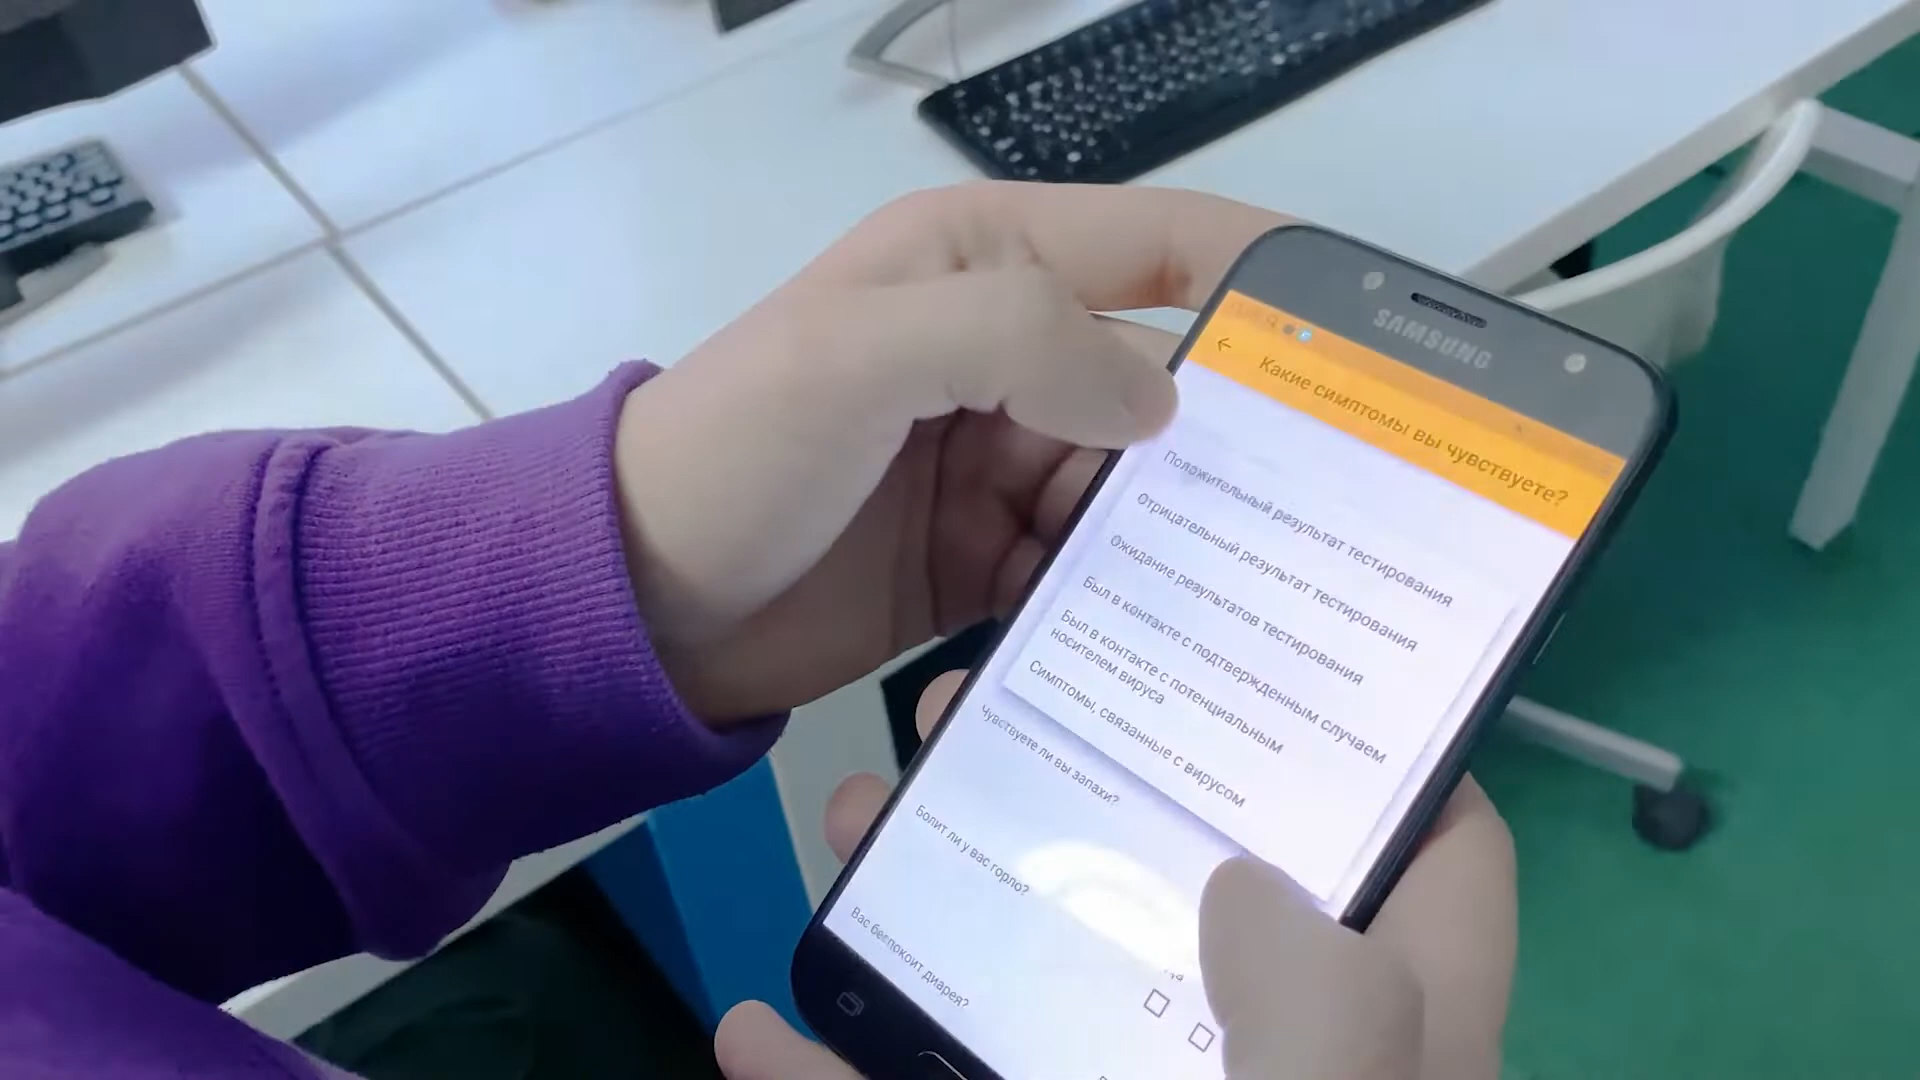 SAMSUNG
Какие симптомы вы чувствуете?
Положительный результат тестирования
Отрицательный результат тестирования
Ожидание результатов тестирования
Был в контакте с подтвержденным случаем
Был в контакте с потенциальным
носителем вируса
Симптомы, связанные с вирусом
Чувствуете ли вы запахи?
Болит ли у вас горло?
Вас беспокоит диарея?